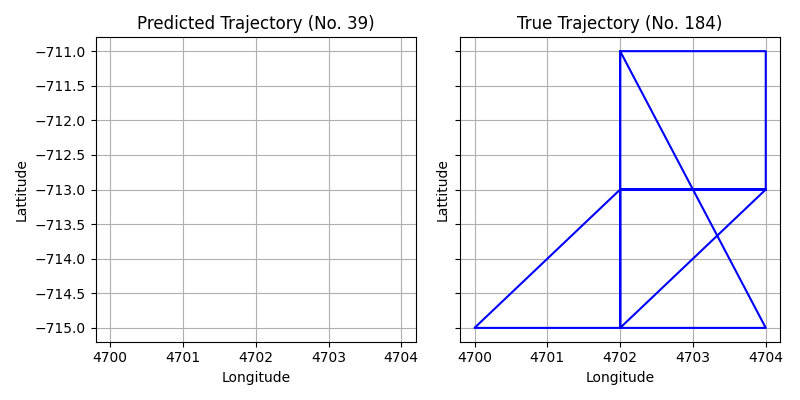 Predicted Trajectory (No. 39)
True Trajectory (No. 184)
Lattitude
−711.0
−711.5
−712.0
−712.5
−713.0
−713.5
−714.0
−714.5
−715.0
4700 4701 4702 4703 4704
Longitude
Lattitude
4700 4701 4702 4703 4704
Longitude